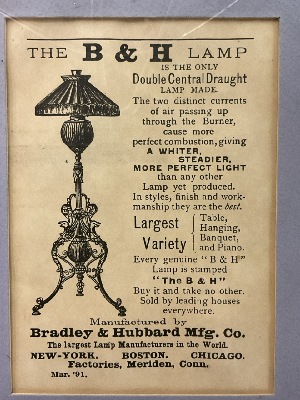 THE B & H LAMP
IS THE ONLY
Double Central Draught
LAMP MADE.
The two distinct currents
of air passing up
through the Burner,
cause more
perfect combustion, giving
A WHITER,
STEADIER,
MORE PERFECT LIGHT
than any other
Lamp yet produced.
In styles, finish and work-
manship they are the best.
Largest
Variety
Table,
Hanging,
Banquet,
and Piano.
Every genuine "B & H"
Lamp is stamped
"The B & H"
Buy it and take no other.
Sold by leading houses
everywhere.
Manufactured by
Bradley & Hubbard Mfg. Co.
The largest Lamp Manufacturers in the World.
NEW-YORK. BOSTON. CHICAGO.
Factories, Meriden, Conn.
Mar. '91.